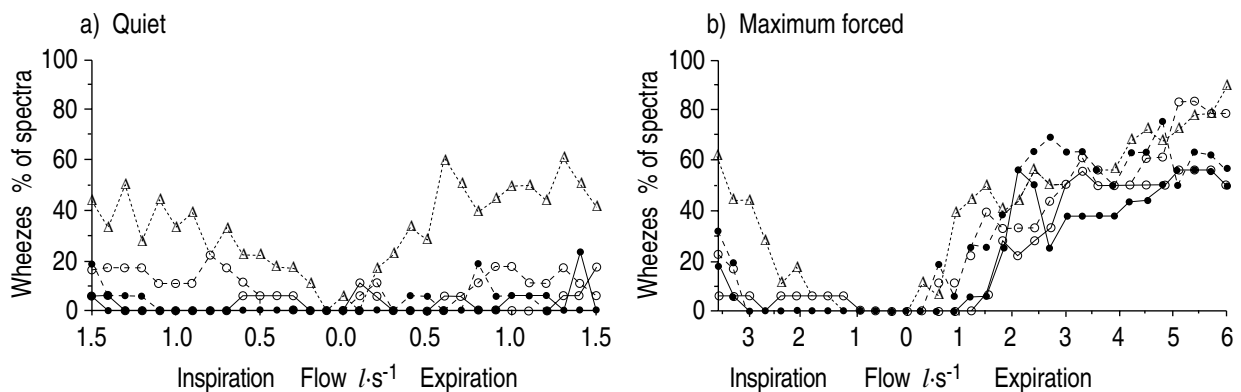 a) Quiet
Wheezes % of spectra
100
80
60
40
20
0
1.5 1.0 0.5 0.0 0.5 1.0 1.5
Inspiration Flow l·s-1 Expiration
b) Maximum forced
Wheezes % of spectra
100
80
60
40
20
0
3 2 1 0 1 2 3 4 5 6
Inspiration Flow l·s-1 Expiration